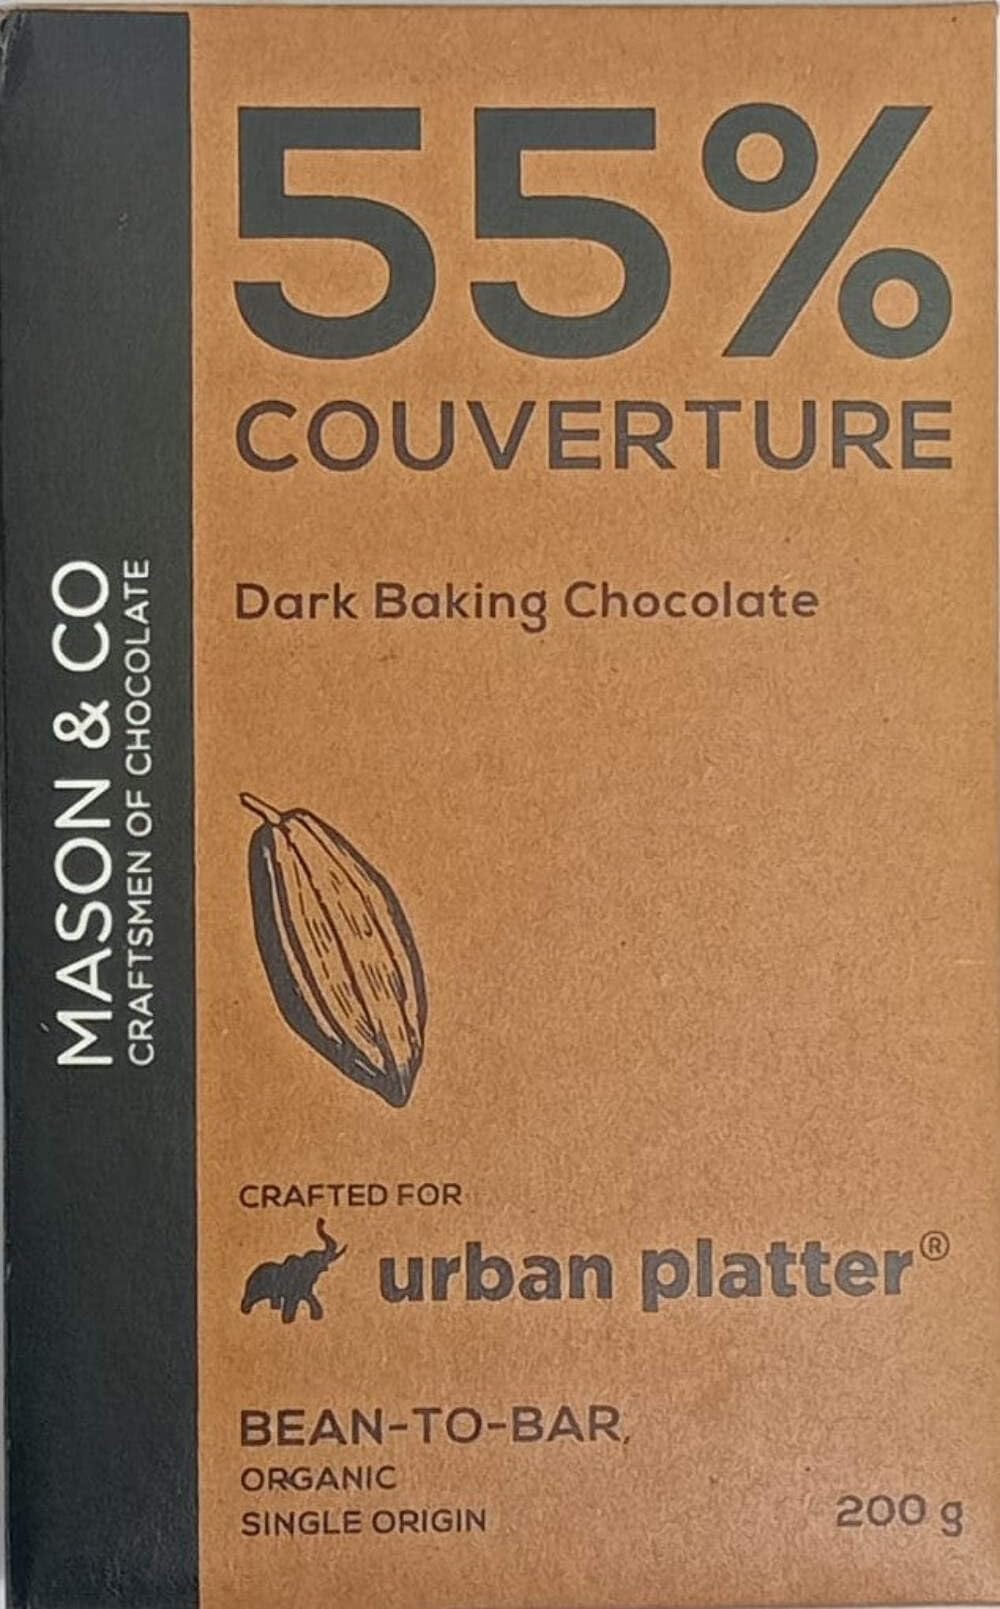 55%
COUVERTURE
Dark Baking Chocolate
MASON & CO
CRAFTSMEN OF CHOCOLATE
CRAFTED FOR
urban platter®
BEAN-TO-BAR,
ORGANIC
SINGLE ORIGIN
200 g